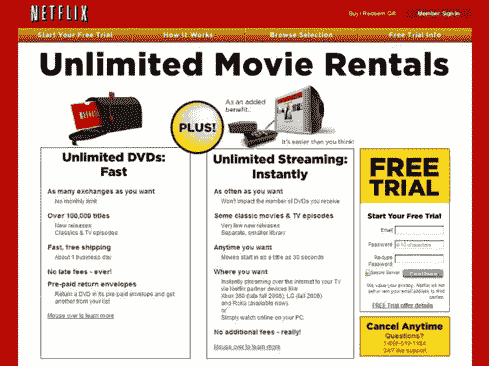 NETFLIX
Buy / Redeem Gift
Member Sign In
Start Your Free Trial
How It Works
Browse Selection
Free Trial Info
Unlimited Movie Rentals
As an added
benefit..
PLUS!
It's easier than you think!
Unlimited DVDs:
Fast
As many exchanges as you want
No monthly limit
Over 100,000 titles
New releases
Classics & TV episodes
Fast, free shipping
About 1 business day
No late fees - ever!
Pre-paid return envelopes
Return a DVD in its pre-paid envelope and get
another from your list
Mouse over to learn more
Unlimited Streaming:
Instantly
As often as you want
Won't impact the number of DVDs you receive
Some classic movies & TV episodes
Very few new releases
Separate, smaller library
Anytime you want
Movies start in as little as 30 seconds
Where you want
Instantly streaming over the internet to your TV
via Netflix partner devices like
Xbox 360 (late fall 2008), LG (fall 2008)
and Roku (available now)
or
Simply watch online on your PC
No additional fees - really!
Mouse over to learn more
FREE
TRIAL
Start Your Free Trial
Email
Password
4-10 characters
Re-type
Password
Secure Server
Continue
We value your privacy. Netflix will not
sell or rent your email address to third
parties.
FREE Trial offer details
Cancel Anytime
Questions?
24/7 live support